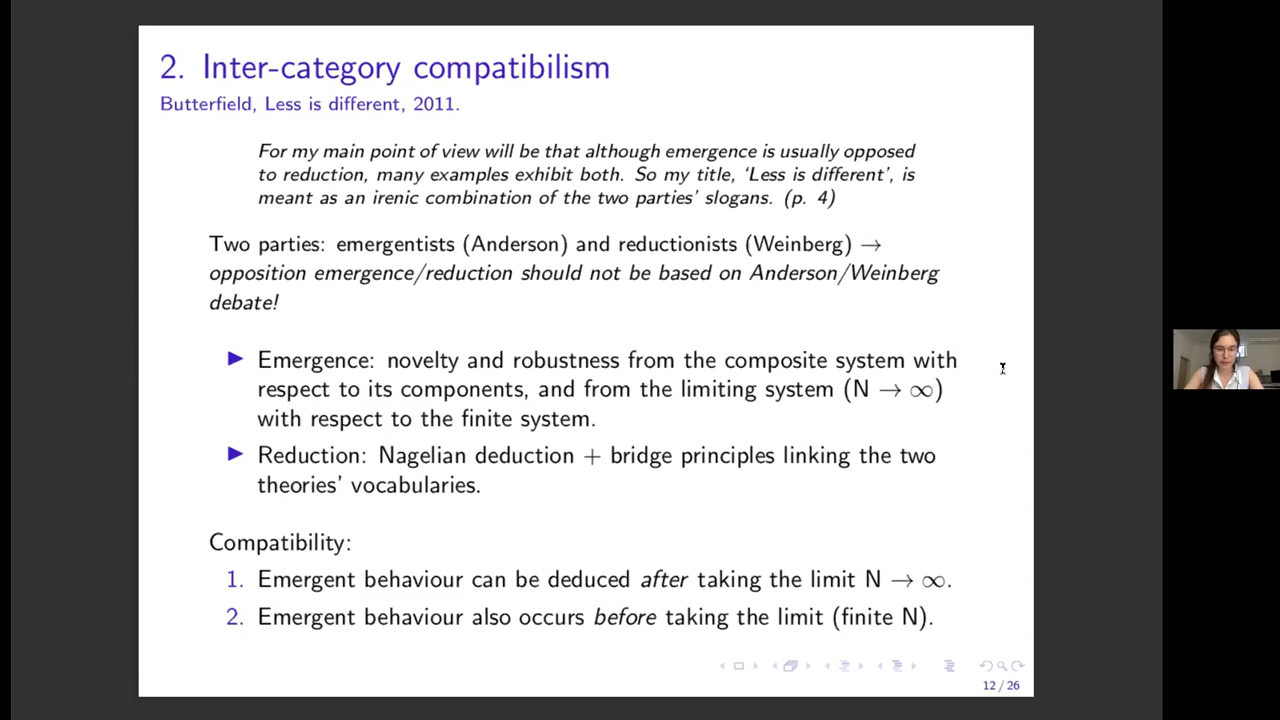 2. Inter-category compatibilism
Butterfield, Less is different, 2011.
For my main point of view will be that although emergence is usually opposed
to reduction, many examples exhibit both. So my title, ‘Less is different’, is
meant as an irenic combination of the two parties’ slogans. (p. 4)
Two parties: emergentists (Anderson) and reductionists (Weinberg) →
opposition emergence/reduction should not be based on Anderson/Weinberg
debate!
▶ Emergence: novelty and robustness from the composite system with
respect to its components, and from the limiting system (N → ∞)
with respect to the finite system.
▶ Reduction: Nagelian deduction + bridge principles linking the two
theories’ vocabularies.
Compatibility:
1. Emergent behaviour can be deduced after taking the limit N → ∞.
2. Emergent behaviour also occurs before taking the limit (finite N).
12 / 26